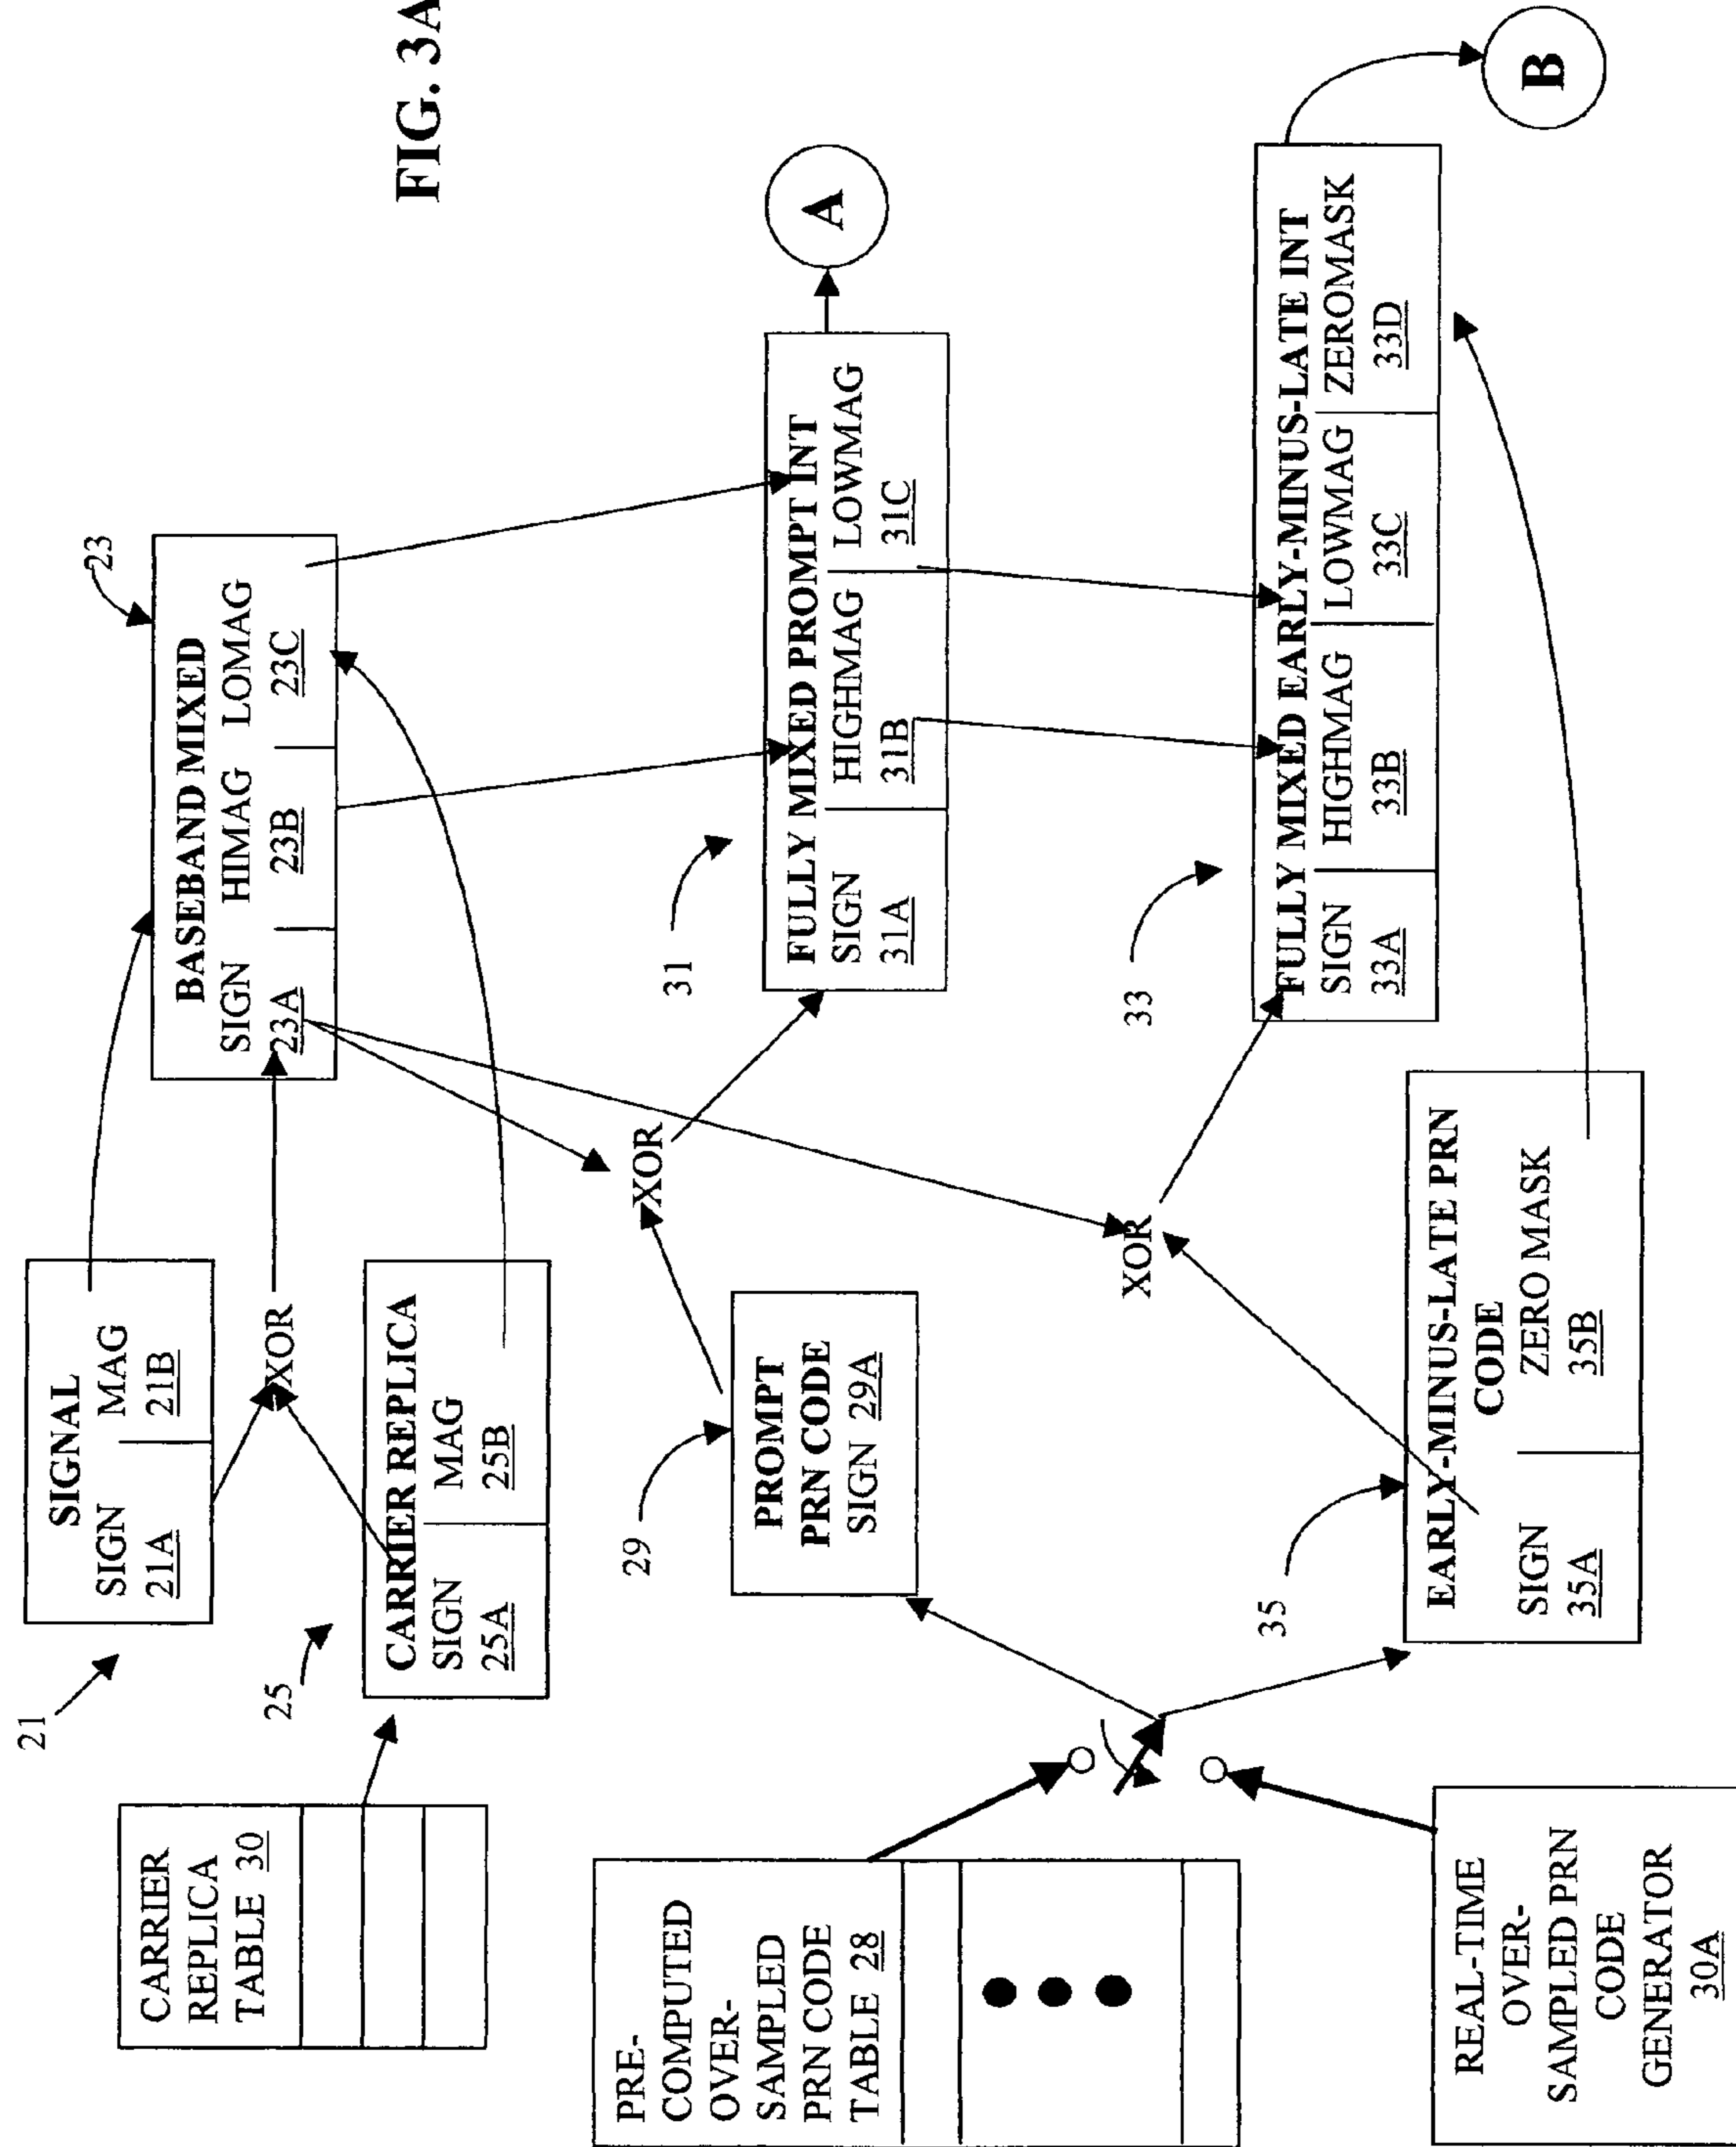 FIG. 3A
21
SIGNAL
SIGN MAG
21A 21B
23
BASEBAND MIXED
SIGN HIMAG LOMAG
23A 23B 23C
XOR
CARRIER
REPLICA
TABLE 30
25
CARRIER REPLICA
SIGN MAG
25A 25B
XOR
29
PROMPT
PRN CODE
SIGN 29A
31
FULLY MIXED PROMPT INT
SIGN HIGHMAG LOWMAG
31A 31B 31C
A
PRE-
COMPUTED
OVER-
SAMPLED
PRN CODE
TABLE 28
XOR
33
FULLY MIXED EARLY-MINUS-LATE INT
SIGN HIGHMAG LOWMAG ZEROMASK
33A 33B 33C 33D
B
35
EARLY-MINUS-LATE PRN
CODE
SIGN ZERO MASK
35A 35B
REAL-TIME
OVER-
SAMPLED PRN
CODE
GENERATOR
30A